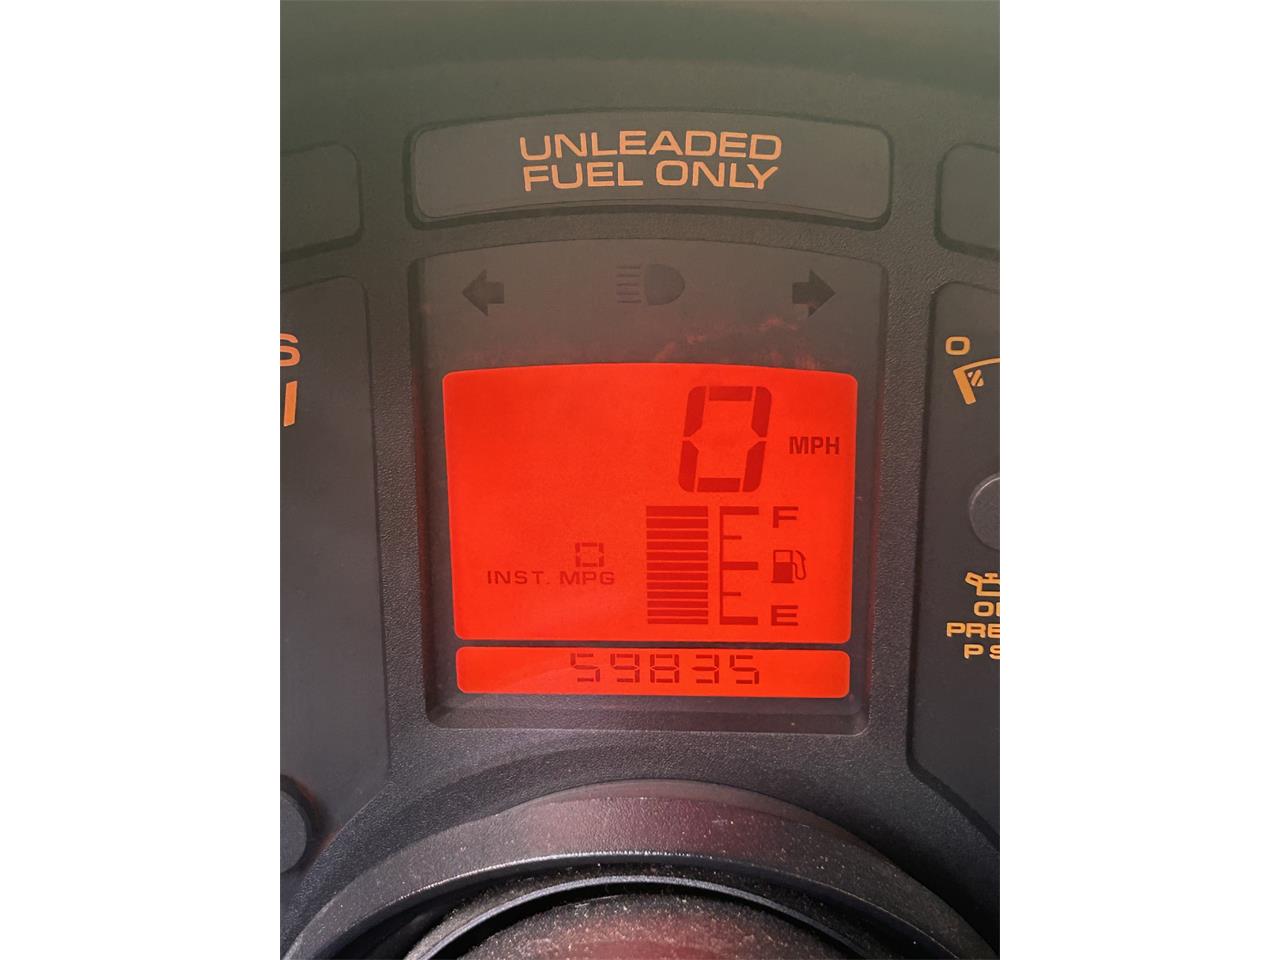 UNLEADED
FUEL ONLY
S
0
0
MPH
F
0
INST. MPG
E
59835